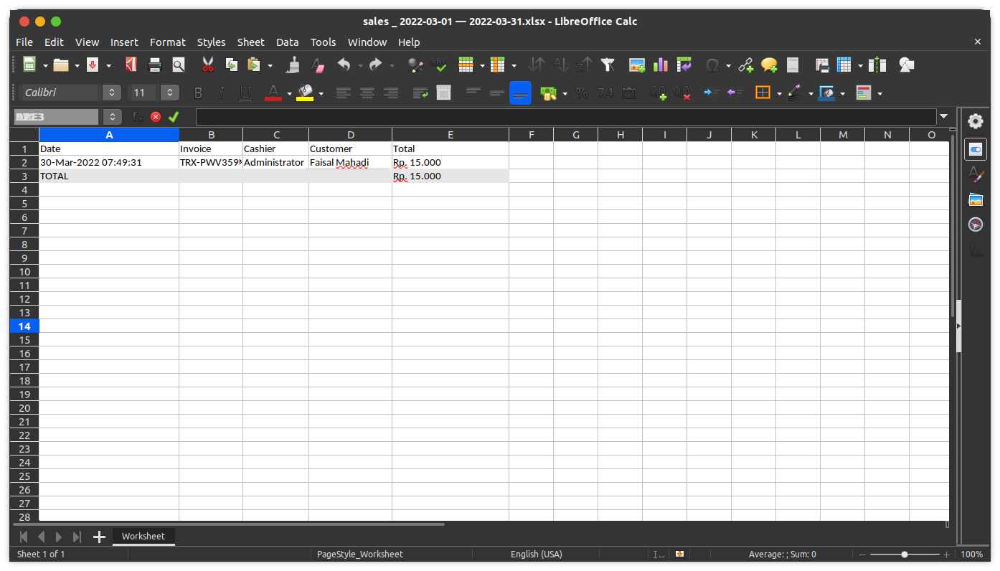 sales _ 2022-03-01 — 2022-03-31.xlsx - LibreOffice Calc
File Edit View Insert Format Styles Sheet Data Tools Window Help
Calibri 11
A B C D E F G H I J K L M N O
1 Date Invoice Cashier Customer Total
2 30-Mar-2022 07:49:31 TRX-PWV359 Administrator Faisal Mahadi Rp. 15.000
3 TOTAL Rp. 15.000
4
5
6
7
8
9
10
11
12
13
14
15
16
17
18
19
20
21
22
23
24
25
26
27
28
Worksheet
Sheet 1 of 1 PageStyle_Worksheet English (USA) Average: ; Sum: 0 100%